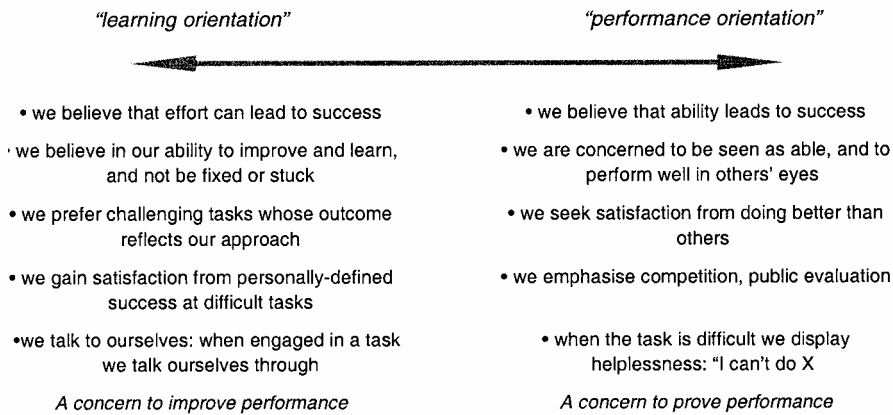 "learning orientation"
"performance orientation"
• we believe that effort can lead to success
• we believe in our ability to improve and learn,
and not be fixed or stuck
• we prefer challenging tasks whose outcome
reflects our approach
• we gain satisfaction from personally-defined
success at difficult tasks
•we talk to ourselves: when engaged in a task
we talk ourselves through
A concern to improve performance
• we believe that ability leads to success
• we are concerned to be seen as able, and to
perform well in others' eyes
• we seek satisfaction from doing better than
others
• we emphasise competition, public evaluation
• when the task is difficult we display
helplessness: "I can't do X
A concern to prove performance